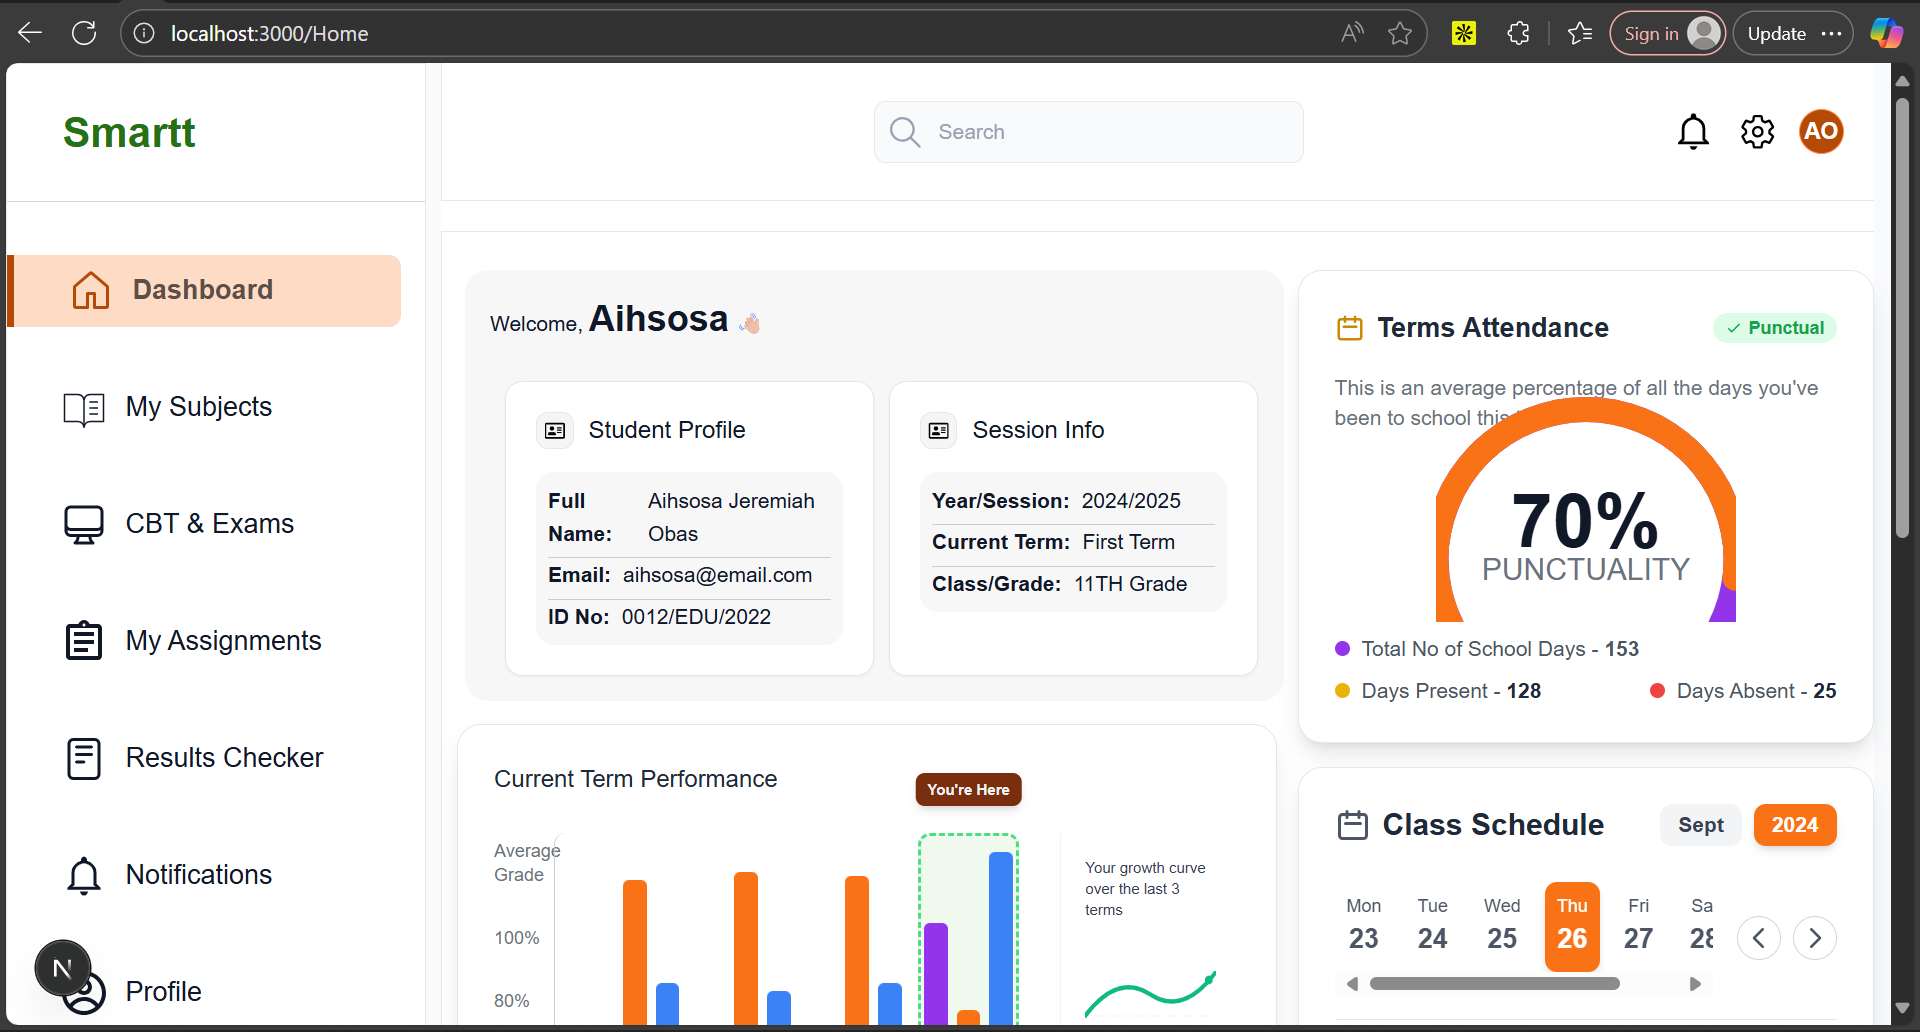 localhost:3000/Home
Sign in
Update
Smartt
Search
AO
Dashboard
My Subjects
CBT & Exams
My Assignments
Results Checker
Notifications
N
Profile
Welcome, Aihsosa
Student Profile
Full Name: Aihsosa Jeremiah Obas
Email: aihsosa@email.com
ID No: 0012/EDU/2022
Session Info
Year/Session: 2024/2025
Current Term: First Term
Class/Grade: 11TH Grade
Terms Attendance
Punctual
This is an average percentage of all the days you've
been to school this
70%
PUNCTUALITY
Total No of School Days - 153
Days Present - 128
Days Absent - 25
Current Term Performance
You're Here
Average
Grade
100%
80%
Your growth curve
over the last 3
terms
Class Schedule
Sept
2024
Mon Tue Wed Thu Fri Sa
23 24 25 26 27 28